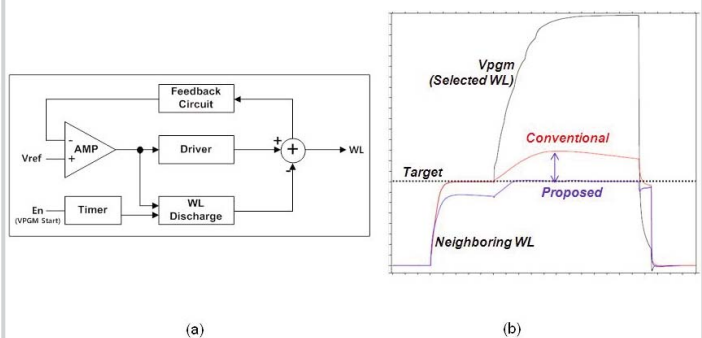 Feedback
Circuit
-
AMP
+
Vref
Driver
+
+
-
WL
En
(VPGM Start)
Timer
WL
Discharge
(a)
Vpgm
(Selected WL)
Conventional
Target
Proposed
Neighboring WL
(b)